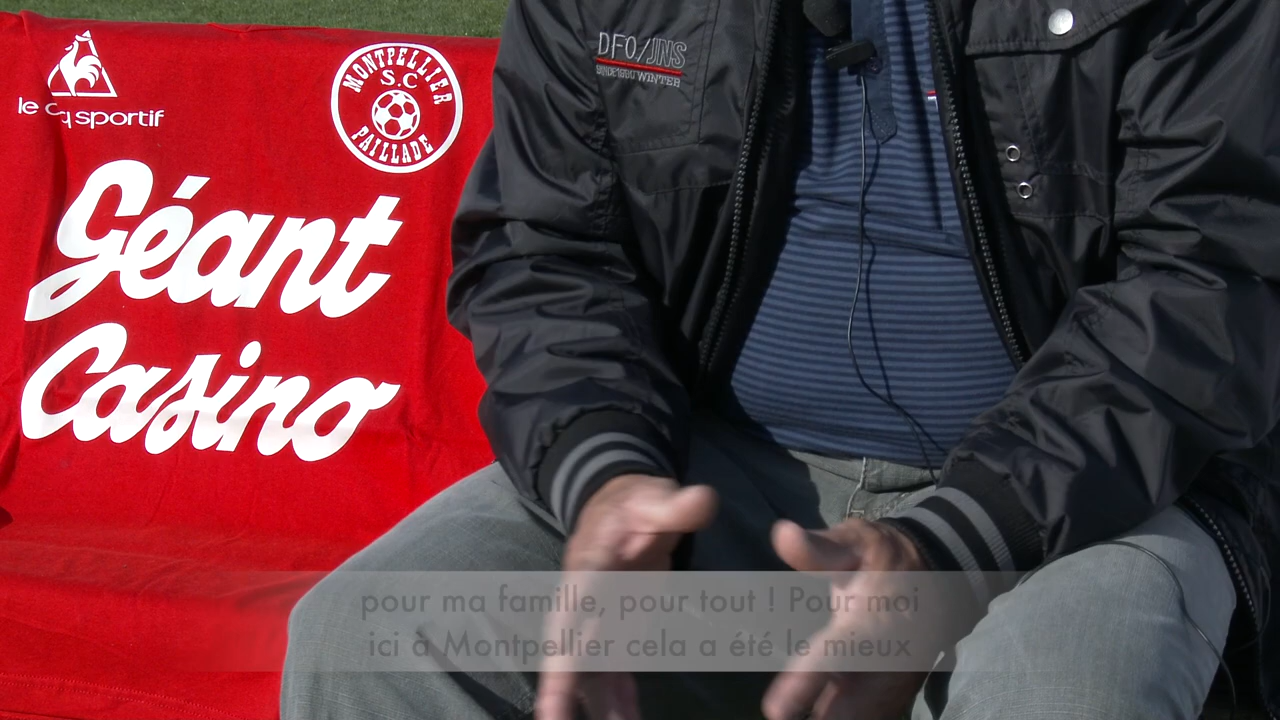 le coq sportif
MONTPELLIER
S.C
PAILLADE
Géant
Casino
DFO/JNS
WINTER
pour ma famille, pour tout ! Pour moi
ici à Montpellier cela a été le mieux